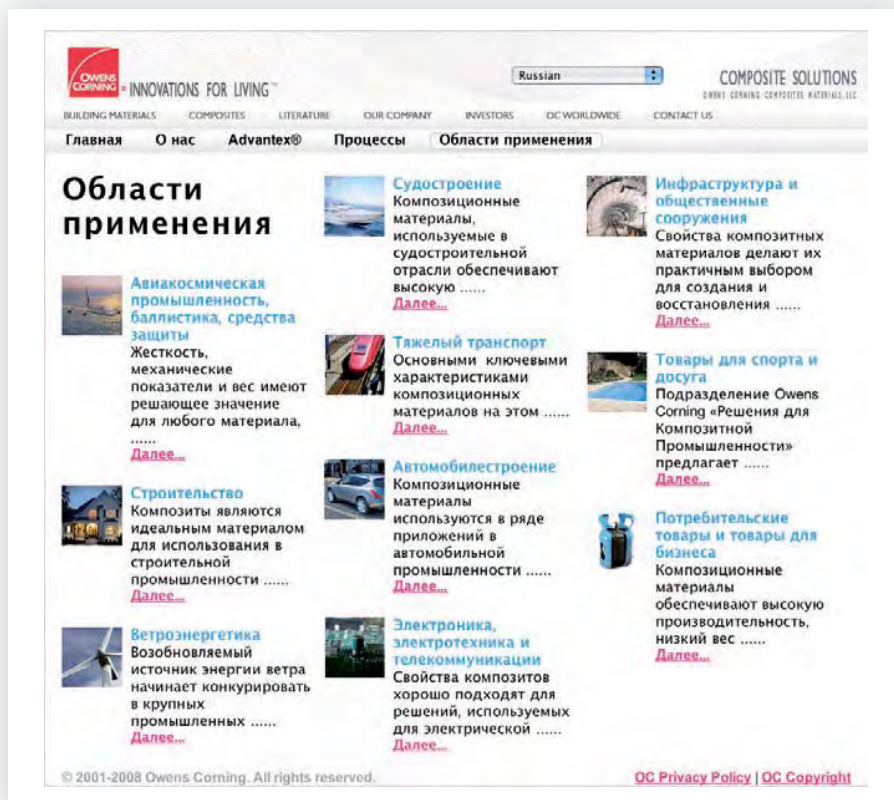 OWENS
CORNING
INNOVATIONS FOR LIVING™
Russian
COMPOSITE SOLUTIONS
OWENS CORNING COMPOSITES MATERIALS, LLC
BUILDING MATERIALS COMPOSITES LITERATURE OUR COMPANY INVESTORS OC WORLDWIDE CONTACT US
Главная О нас Advantex® Процессы Области применения
Области
применения
Авиакосмическая
промышленность,
баллистика, средства
защиты
Жесткость,
механические
показатели и вес имеют
решающее значение
для любого материала,
......
Далее...
Строительство
Композиты являются
идеальным материалом
для использования в
строительной
промышленности ......
Далее...
Ветроэнергетика
Возобновляемый
источник энергии ветра
начинает конкурировать
в крупных
промышленных ......
Далее...
Судостроение
Композиционные
материалы,
используемые в
судостроительной
отрасли обеспечивают
высокую ......
Далее...
Тяжелый транспорт
Основными ключевыми
характеристиками
композиционных
материалов на этом ......
Далее...
Автомобилестроение
Композиционные
материалы
используются в ряде
приложений в
автомобильной
промышленности ......
Далее...
Электроника,
электротехника и
телекоммуникации
Свойства композитов
хорошо подходят для
решений, используемых
для электрической ......
Далее...
Инфраструктура и
общественные
сооружения
Свойства композитных
материалов делают их
практичным выбором
для создания и
восстановления ......
Далее...
Товары для спорта и
досуга
Подразделение Owens
Corning «Решения для
Композитной
Промышленности»
предлагает ......
Далее...
Потребительские
товары и товары для
бизнеса
Композиционные
материалы
обеспечивают высокую
производительность,
низкий вес ......
Далее...
© 2001-2008 Owens Corning. All rights reserved.
OC Privacy Policy | OC Copyright